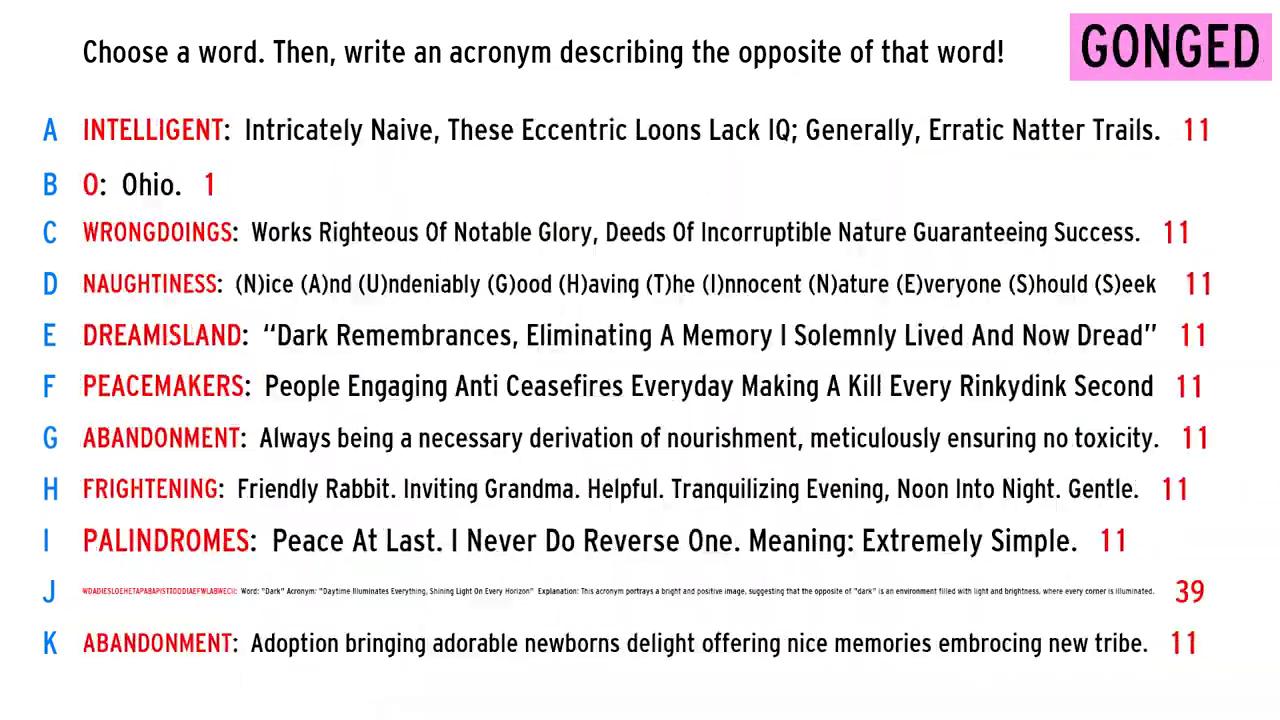 Choose a word. Then, write an acronym describing the opposite of that word!
GONGED
A INTELLIGENT: Intricately Naive, These Eccentric Loons Lack IQ; Generally, Erratic Natter Trails. 11
B O: Ohio. 1
C WRONGDOINGS: Works Righteous Of Notable Glory, Deeds Of Incorruptible Nature Guaranteeing Success. 11
D NAUGHTINESS: (N)ice (A)nd (U)ndeniably (G)ood (H)aving (T)he (I)nnocent (N)ature (E)veryone (S)hould (S)eek 11
E DREAMISLAND: “Dark Remembrances, Eliminating A Memory I Solemnly Lived And Now Dread” 11
F PEACEMAKERS: People Engaging Anti Ceasefires Everyday Making A Kill Every Rinkydink Second 11
G ABANDONMENT: Always being a necessary derivation of nourishment, meticulously ensuring no toxicity. 11
H FRIGHTENING: Friendly Rabbit. Inviting Grandma. Helpful. Tranquilizing Evening, Noon Into Night. Gentle. 11
I PALINDROMES: Peace At Last. I Never Do Reverse One. Meaning: Extremely Simple. 11
J Word: "Dark" Acronym: "Daytime Illuminates Everything, Shining Light On Every Horizon" Explanation: This acronym portrays a bright and positive image, suggesting that the opposite of "dark" is an environment filled with light and brightness, where every corner is illuminated. 39
K ABANDONMENT: Adoption bringing adorable newborns delight offering nice memories embrocing new tribe. 11